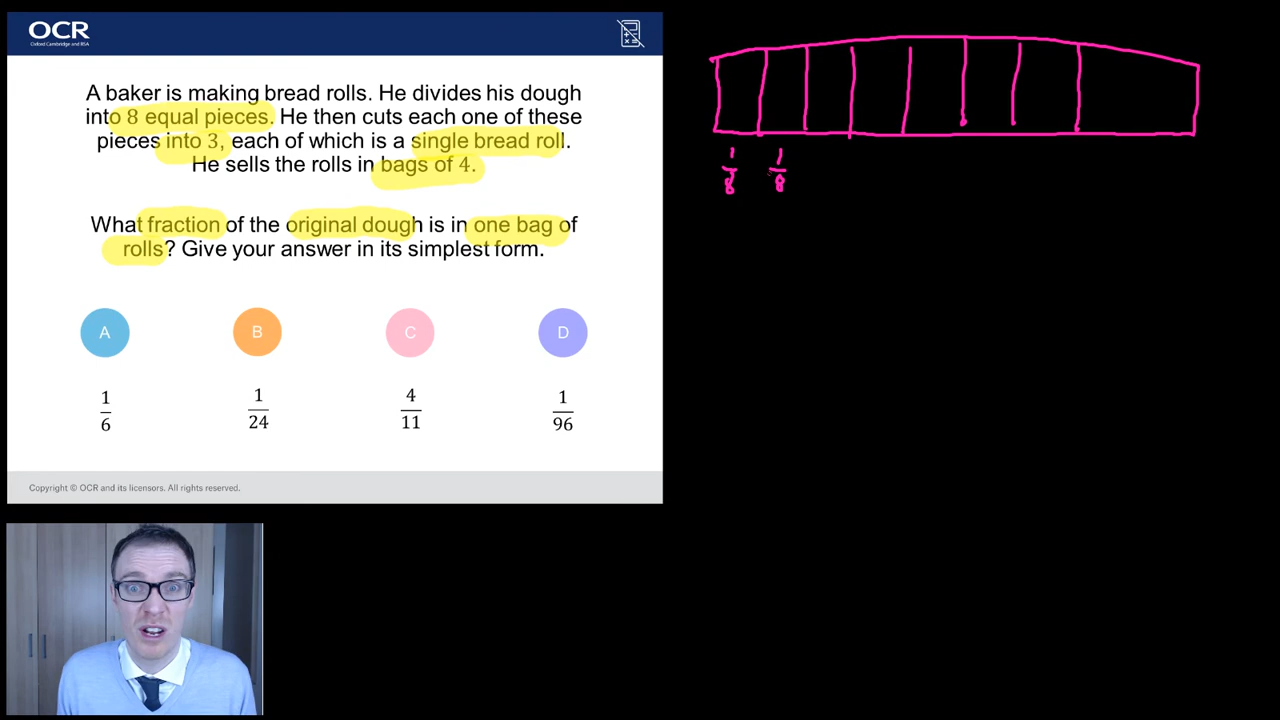 OCR
Oxford Cambridge and RSA
A baker is making bread rolls. He divides his dough
into 8 equal pieces. He then cuts each one of these
pieces into 3, each of which is a single bread roll.
He sells the rolls in bags of 4.
What fraction of the original dough is in one bag of
rolls? Give your answer in its simplest form.
A B C D
1/6 1/24 4/11 1/96
Copyright © OCR and its licensors. All rights reserved.
1/8 1/8